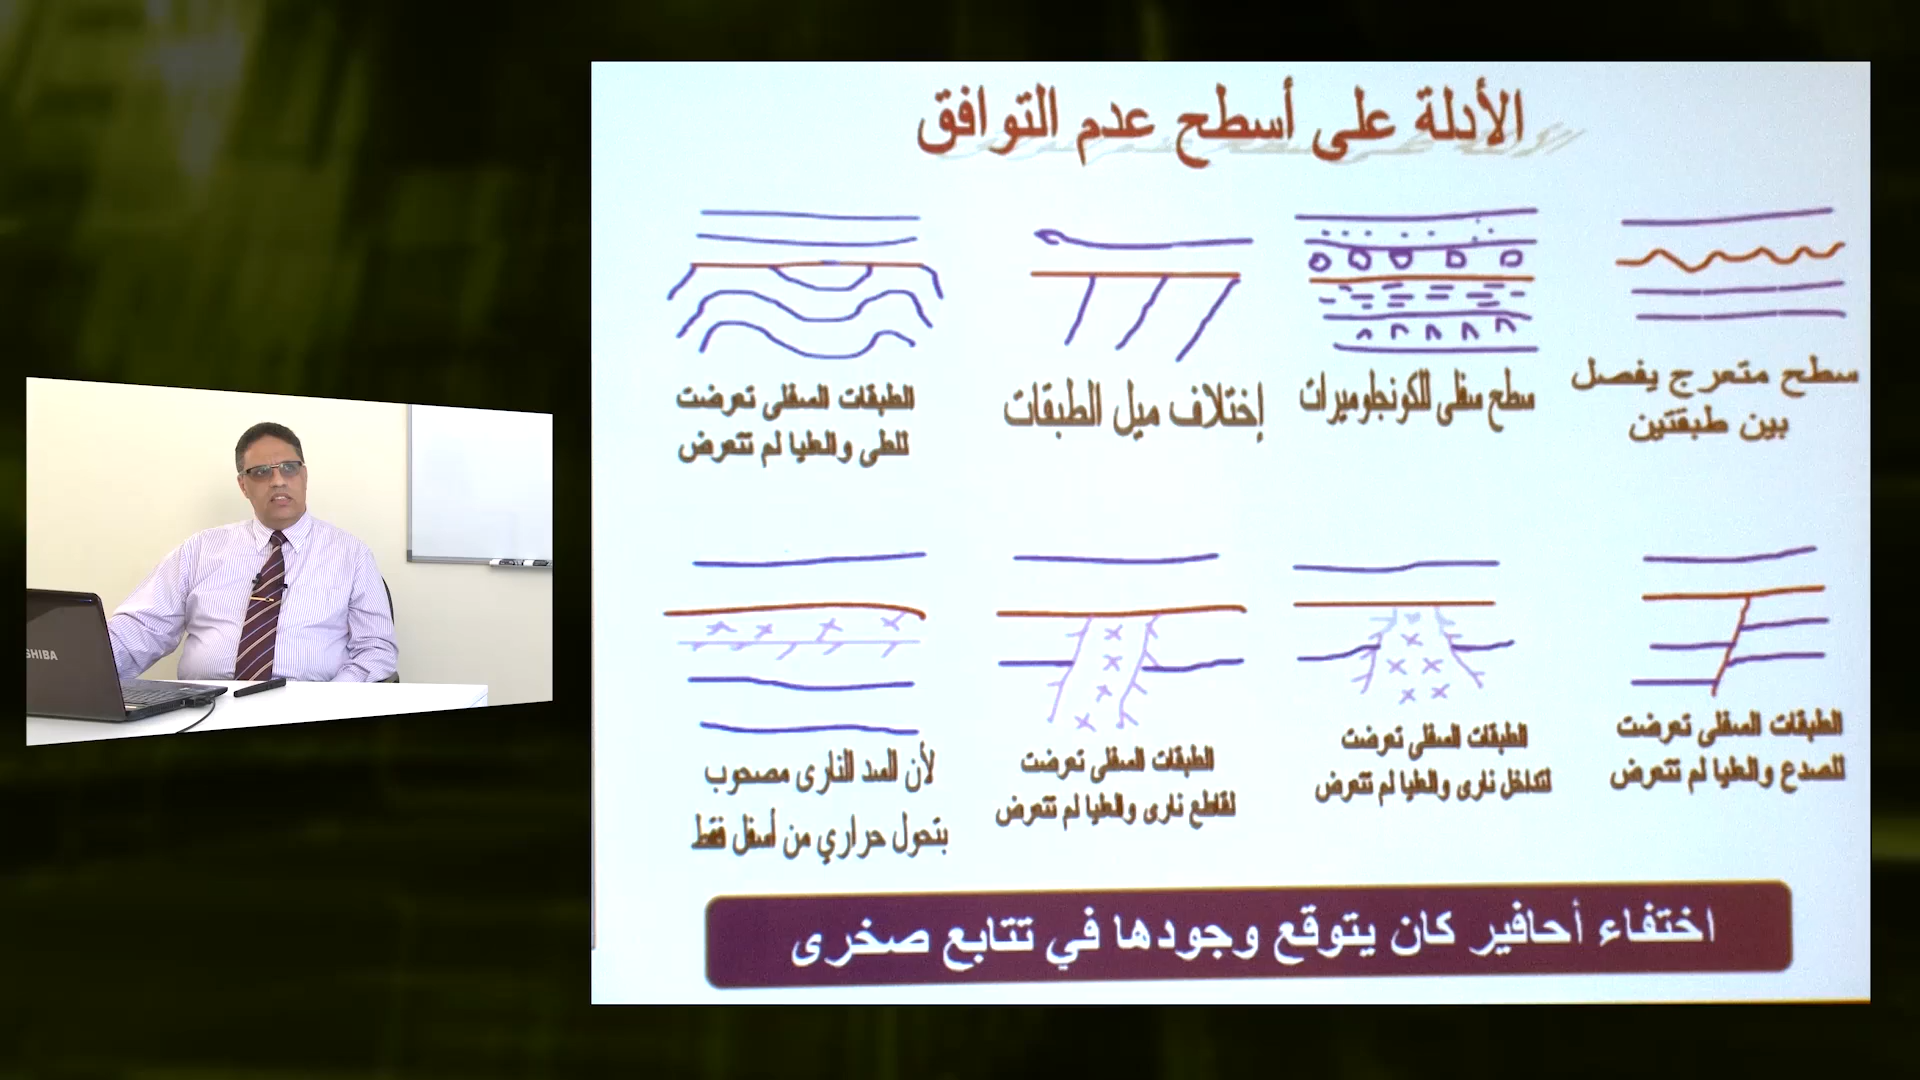 الأدلة على أسطح عدم التوافق
سطح متعرج يفصل
بين طبقتين
سطح سفلى للكونجلوميرات
إختلاف ميل الطبقات
الطبقات السفلى تعرضت
للطى والعليا لم تتعرض
الطبقات السفلى تعرضت
للصدع والعليا لم تتعرض
الطبقات السفلى تعرضت
لتداخل نارى والعليا لم تتعرض
الطبقات السفلى تعرضت
لقاطع نارى والعليا لم تتعرض
لأن السد النارى مصحوب
بتحول حراري من أسفل فقط
اختفاء أحافير كان يتوقع وجودها في تتابع صخرى
SHIBA